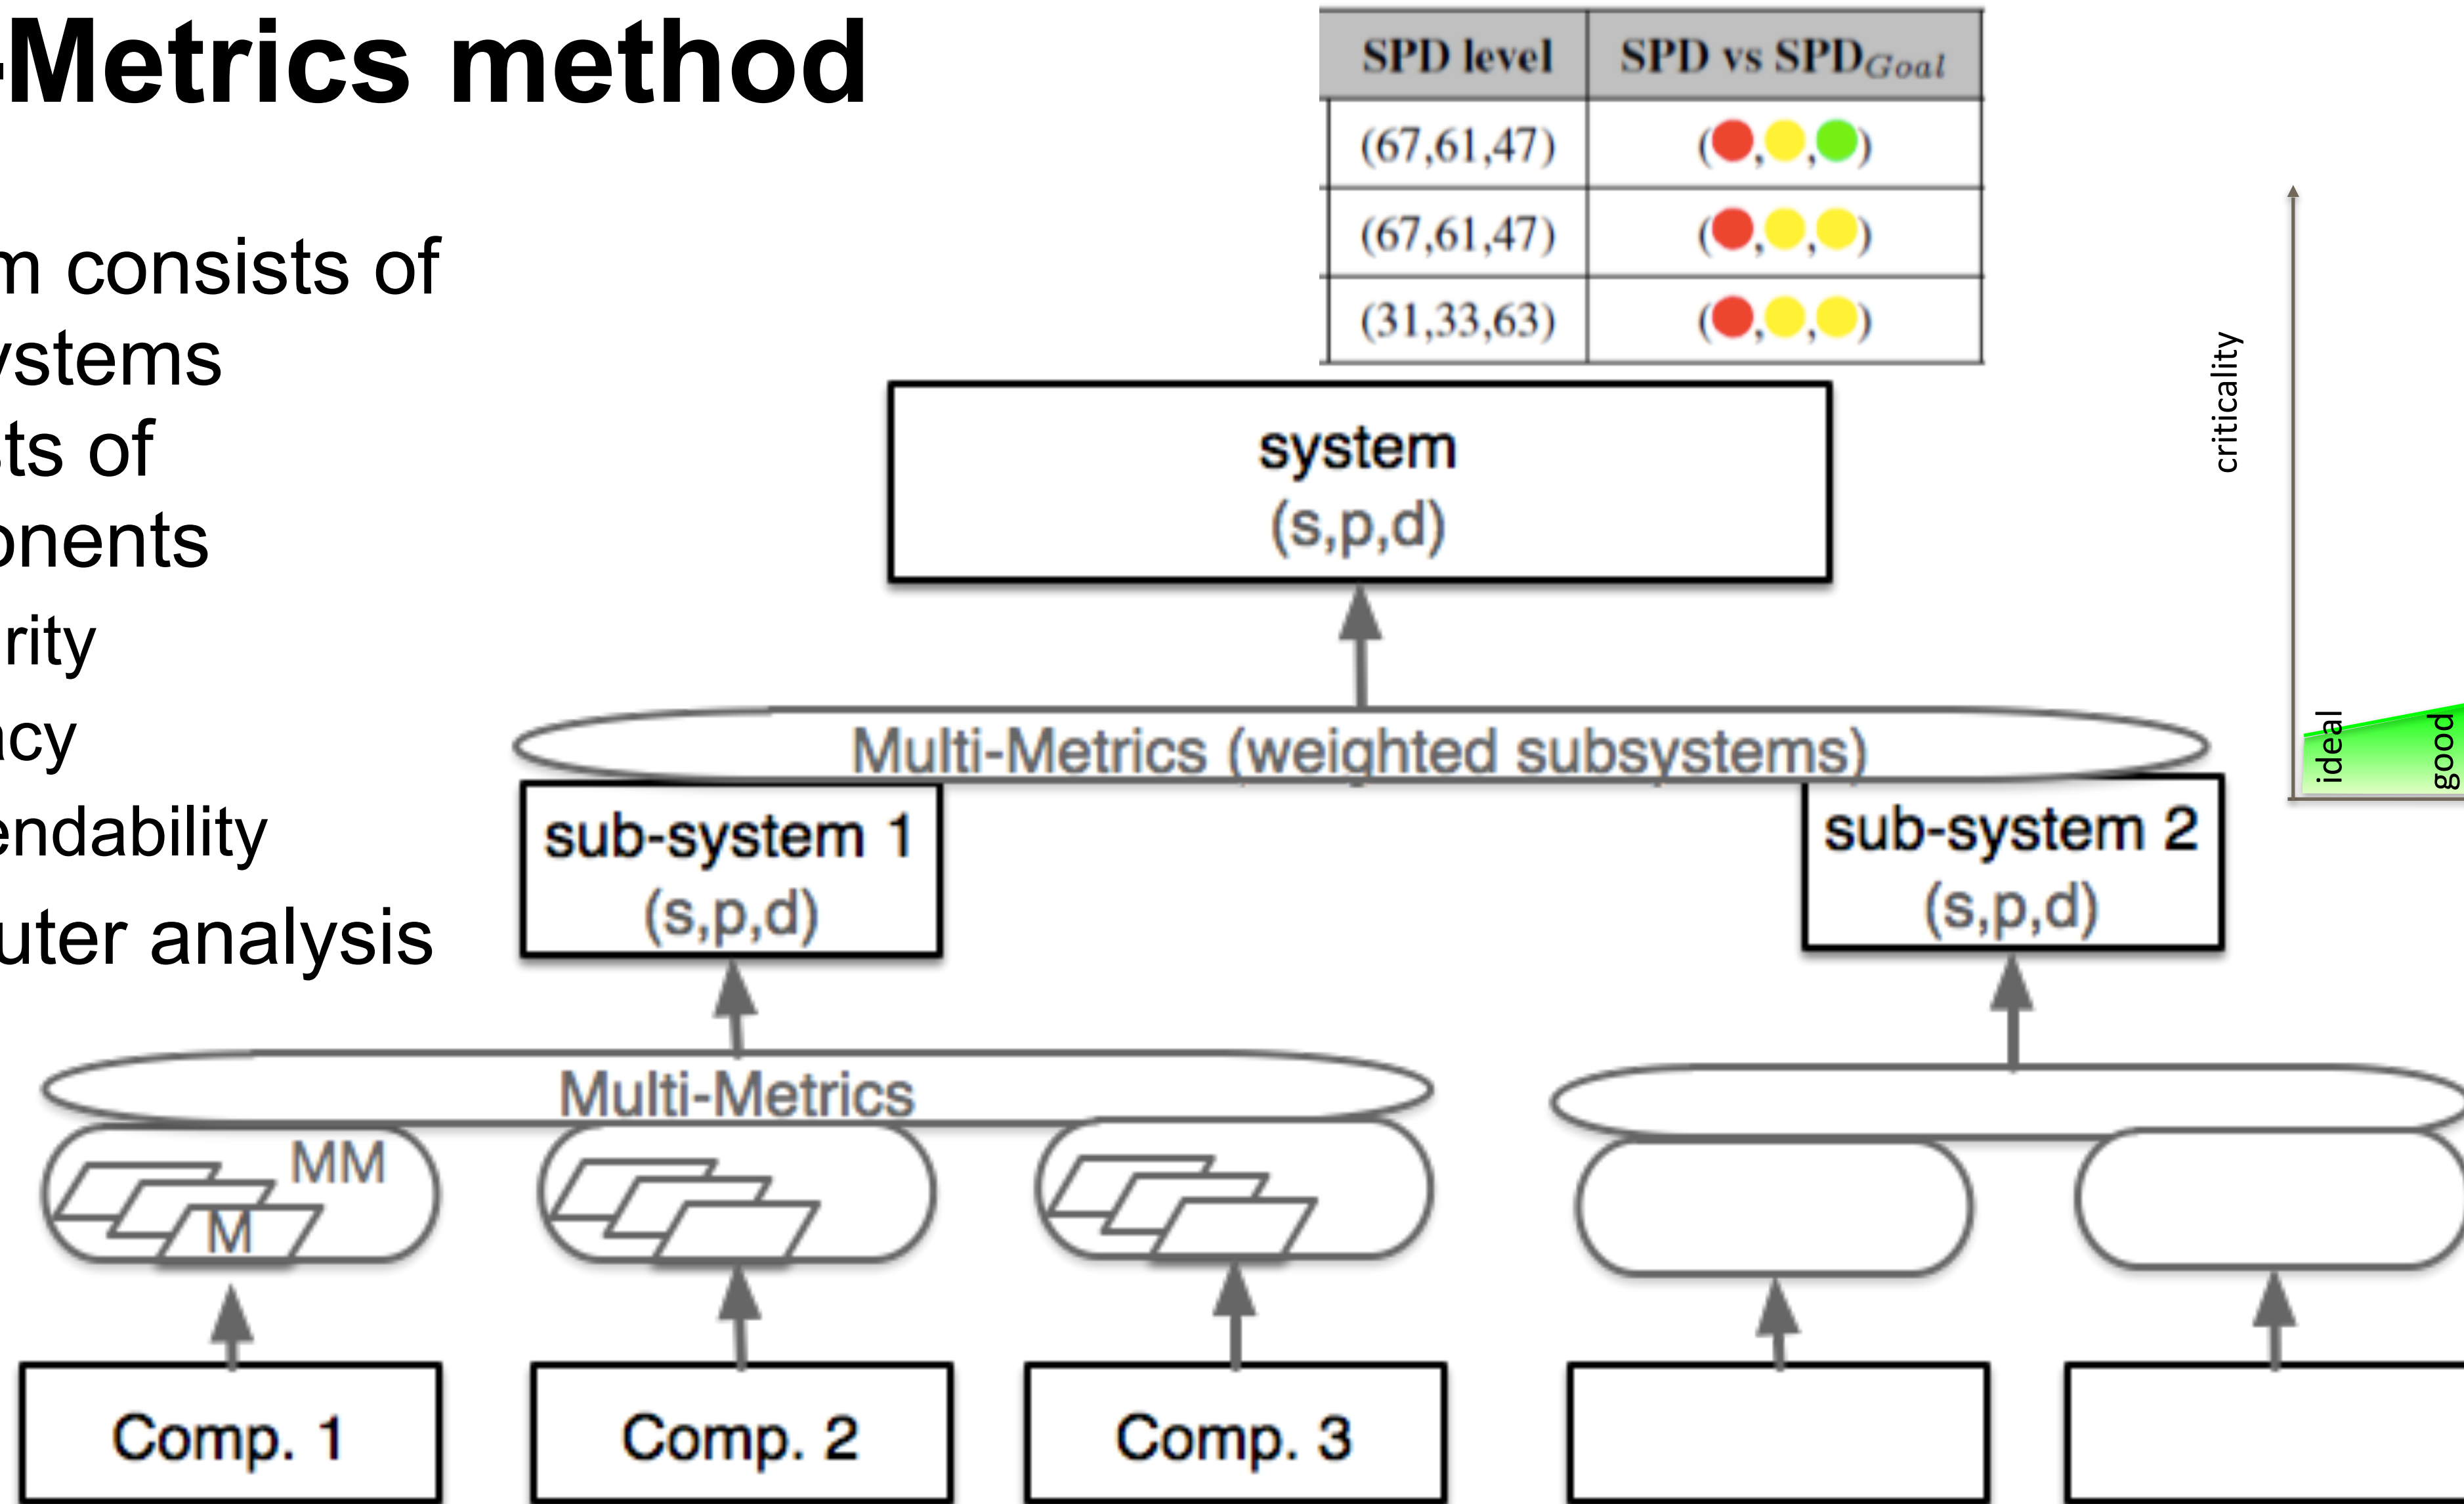 -Metrics method
m consists of
ystems
ts of
onents
rity
acy
endability
uter analysis
SPD level SPD vs SPD_Goal
(67,61,47) (●,●,●)
(67,61,47) (●,●,●)
(31,33,63) (●,●,●)
system
(s,p,d)
Multi-Metrics (weighted subsystems)
sub-system 1
(s,p,d)
sub-system 2
(s,p,d)
Multi-Metrics
MM
M
Comp. 1
Comp. 2
Comp. 3
criticality
ideal
good